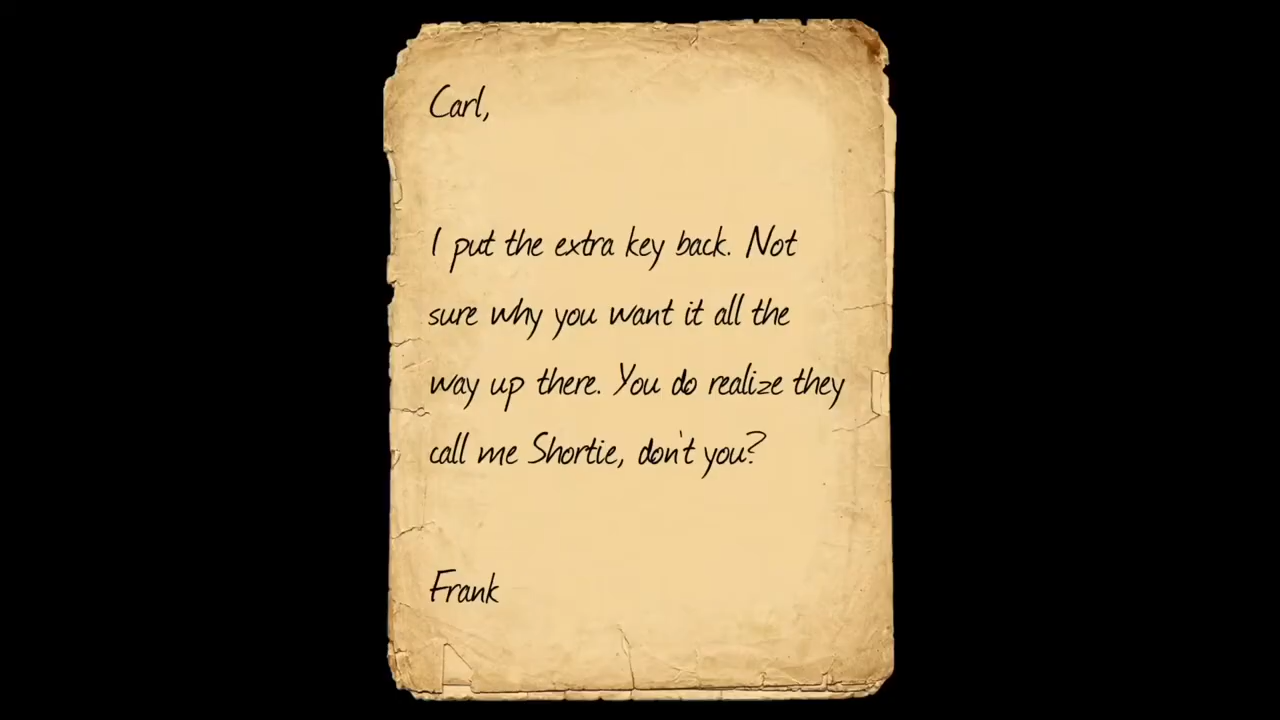 Carl,
I put the extra key back. Not
sure why you want it all the
way up there. You do realize they
call me Shortie, don't you?
Frank